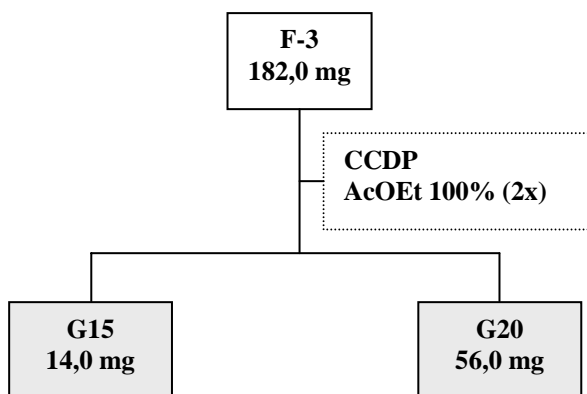 F-3
182,0 mg
CCDP
AcOEt 100% (2x)
G15
14,0 mg
G20
56,0 mg